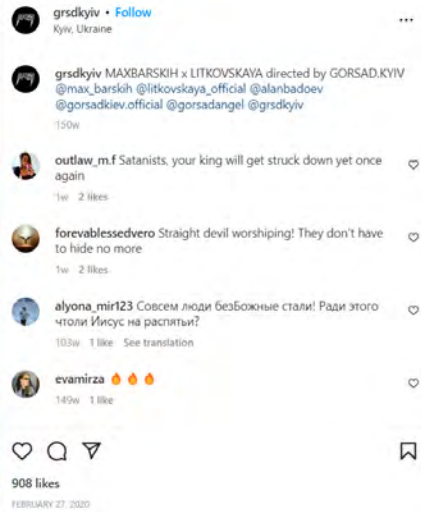 grsdkyiv • Follow
Kyiv, Ukraine
grsdkyiv MAXBARSKIH x LITKOVSKAYA directed by GORSAD.KYIV
@max_barskih @litkovskaya_official @alanbadoev
@gorsadkiev.official @gorsadangel @grsdkyiv
150w
outlaw_m.f Satanists, your king will get struck down yet once
again
1w 2 likes
forevablessedvero Straight devil worshiping! They don't have
to hide no more
1w 2 likes
alyona_mir123 Совсем люди безБожные стали! Ради этого
чтоли Иисус на распятьи?
103w 1 like See translation
evamirza 🔥 🔥 🔥
149w 1 like
908 likes
FEBRUARY 27, 2020